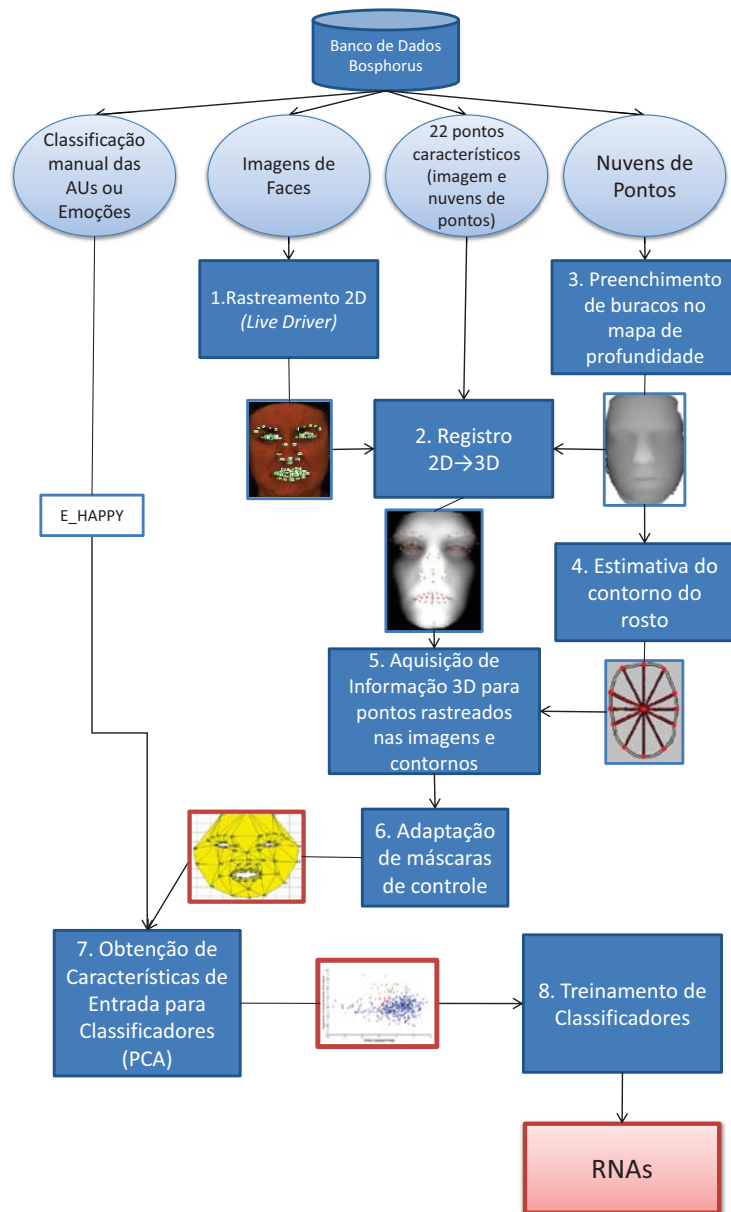 Banco de Dados
Bosphorus
Classificação
manual das
AUs ou
Emoções
Imagens de
Faces
22 pontos
característicos
(imagem e
nuvens de
pontos)
Nuvens de
Pontos
1.Rastreamento 2D
(Live Driver)
3. Preenchimento
de buracos no
mapa de
profundidade
2. Registro
2D→3D
E_HAPPY
4. Estimativa do
contorno do
rosto
5. Aquisição de
Informação 3D para
pontos rastreados
nas imagens e
contornos
6. Adaptação
de máscaras
de controle
7. Obtenção de
Características de
Entrada para
Classificadores
(PCA)
8. Treinamento de
Classificadores
RNAs